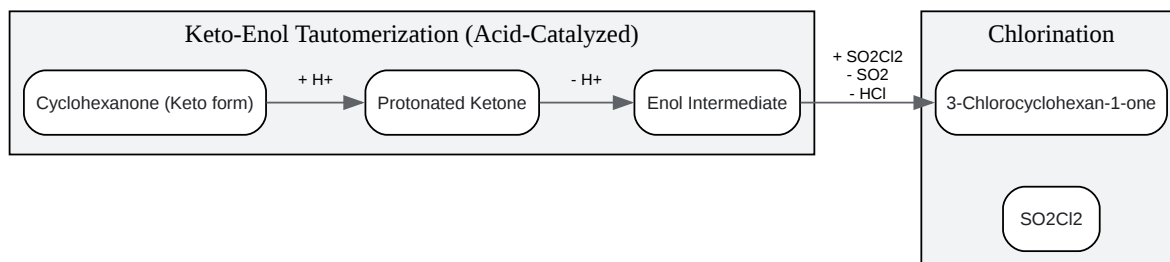 Keto-Enol Tautomerization (Acid-Catalyzed)
Cyclohexanone (Keto form)
+ H+
Protonated Ketone
- H+
Enol Intermediate
+ SO2Cl2
- SO2
- HCl
Chlorination
3-Chlorocyclohexan-1-one
SO2Cl2